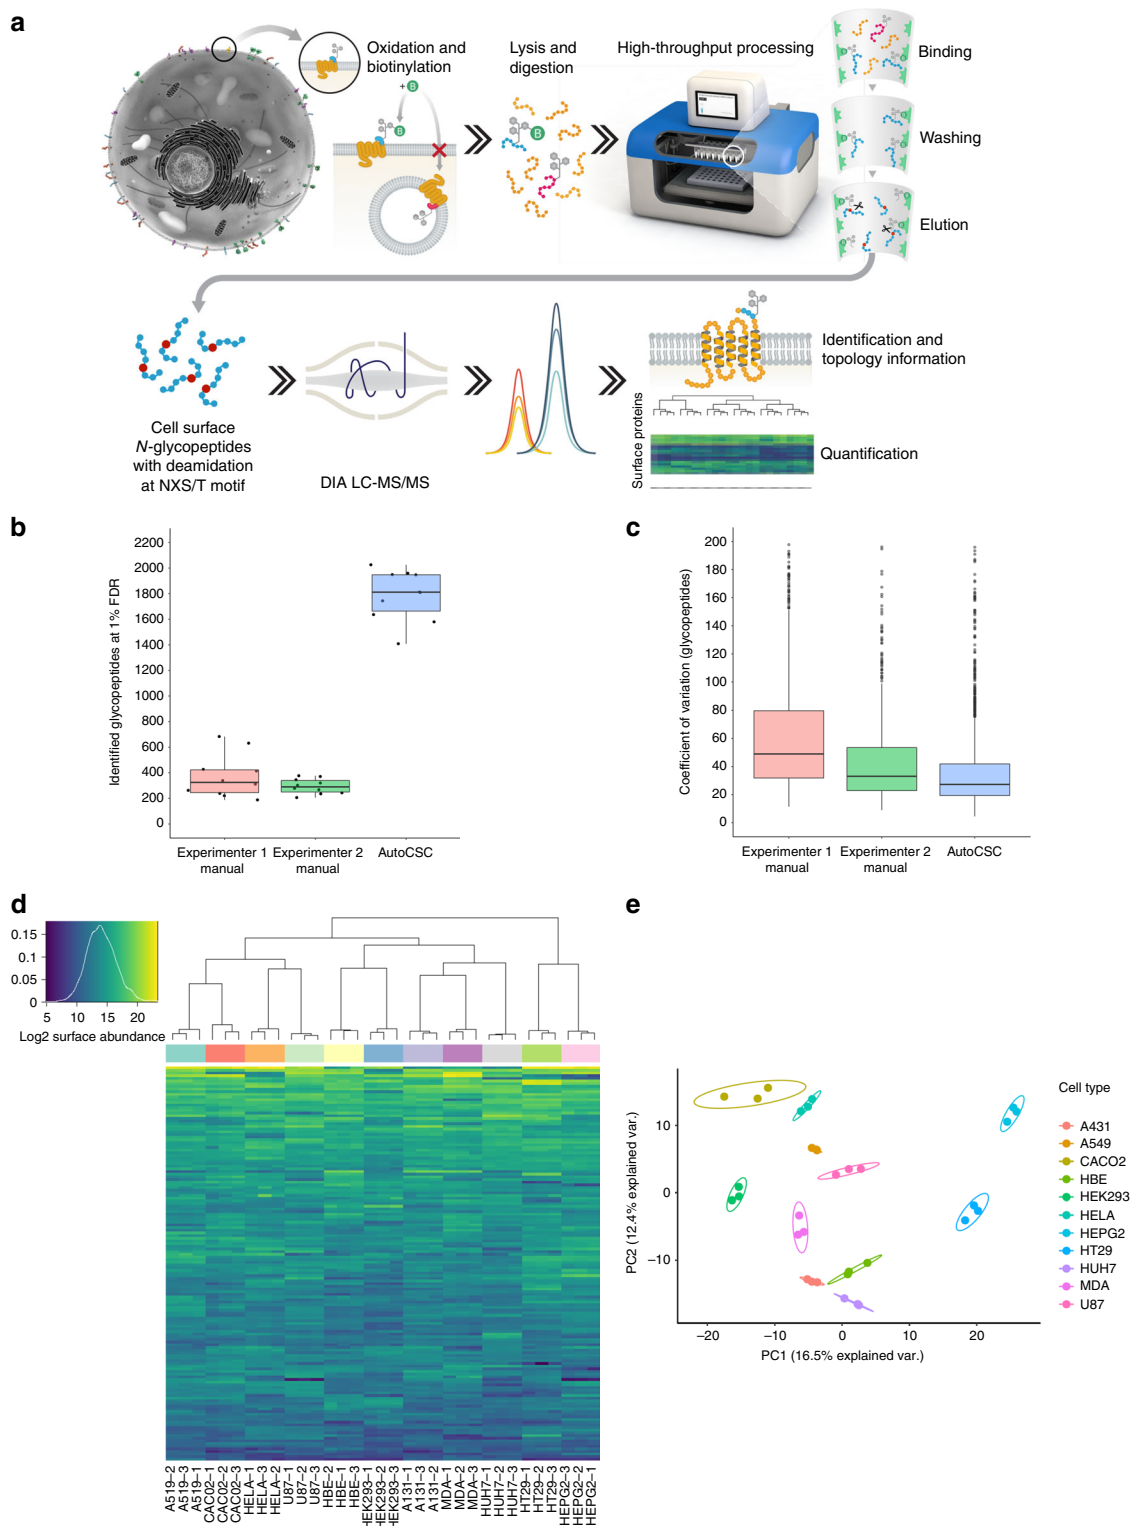 a
Oxidation and
biotinylation
+ B
B
Lysis and
digestion
B
High-throughput processing
Binding
Washing
Elution
Cell surface
N-glycopeptides
with deamidation
at NXS/T motif
DIA LC-MS/MS
Surface proteins
Identification and
topology information
Quantification
b
Identified glycopeptides at 1% FDR
2200
2000
1800
1600
1400
1200
1000
800
600
400
200
0
Experimenter 1
manual
Experimenter 2
manual
AutoCSC
c
Coefficient of variation (glycopeptides)
200
180
160
140
120
100
80
60
40
20
0
Experimenter 1
manual
Experimenter 2
manual
AutoCSC
d
0.15
0.1
0.05
0
5 10 15 20
Log2 surface abundance
A519-2
A519-3
A519-1
CACO2-1
CACO2-2
CACO2-3
HELA-1
HELA-3
HELA-2
U87-1
U87-2
U87-3
HBE-2
HBE-1
HBE-3
HEK293-1
HEK293-2
HEK293-3
A131-1
A131-3
A131-2
MDA-1
MDA-2
MDA-3
HUH7-1
HUH7-2
HUH7-3
HT29-1
HT29-2
HT29-3
HEPG2-3
HEPG2-2
HEPG2-1
e
PC2 (12.4% explained var.)
10
0
−10
−20 −10 0 10 20
PC1 (16.5% explained var.)
Cell type
A431
A549
CACO2
HBE
HEK293
HELA
HEPG2
HT29
HUH7
MDA
U87